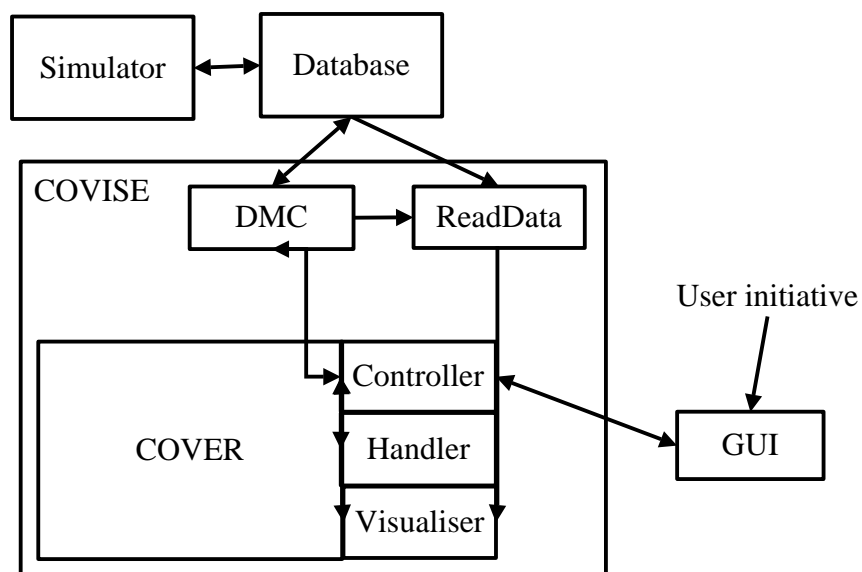 Simulator
Database
COVISE
DMC
ReadData
User initiative
Controller
COVER
Handler
GUI
Visualiser